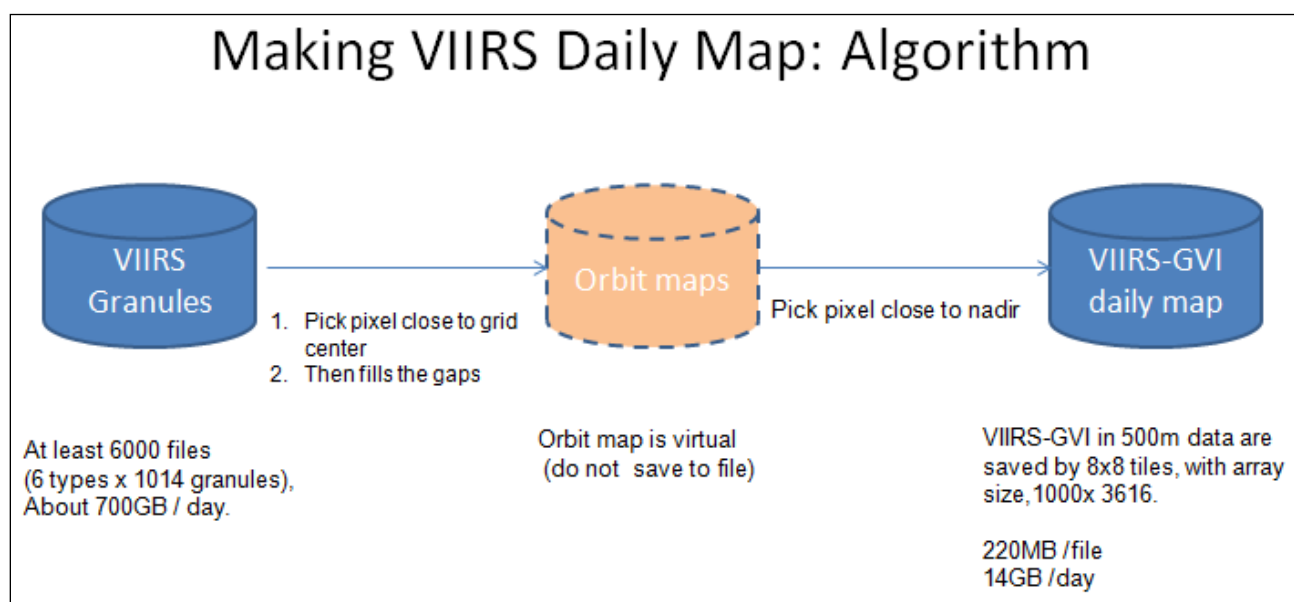 Making VIIRS Daily Map: Algorithm
VIIRS
Granules
1. Pick pixel close to grid
center
2. Then fills the gaps
Orbit maps
Pick pixel close to nadir
VIIRS-GVI
daily map
At least 6000 files
(6 types x 1014 granules),
About 700GB / day.
Orbit map is virtual
(do not save to file)
VIIRS-GVI in 500m data are
saved by 8x8 tiles, with array
size,1000x 3616.
220MB /file
14GB /day